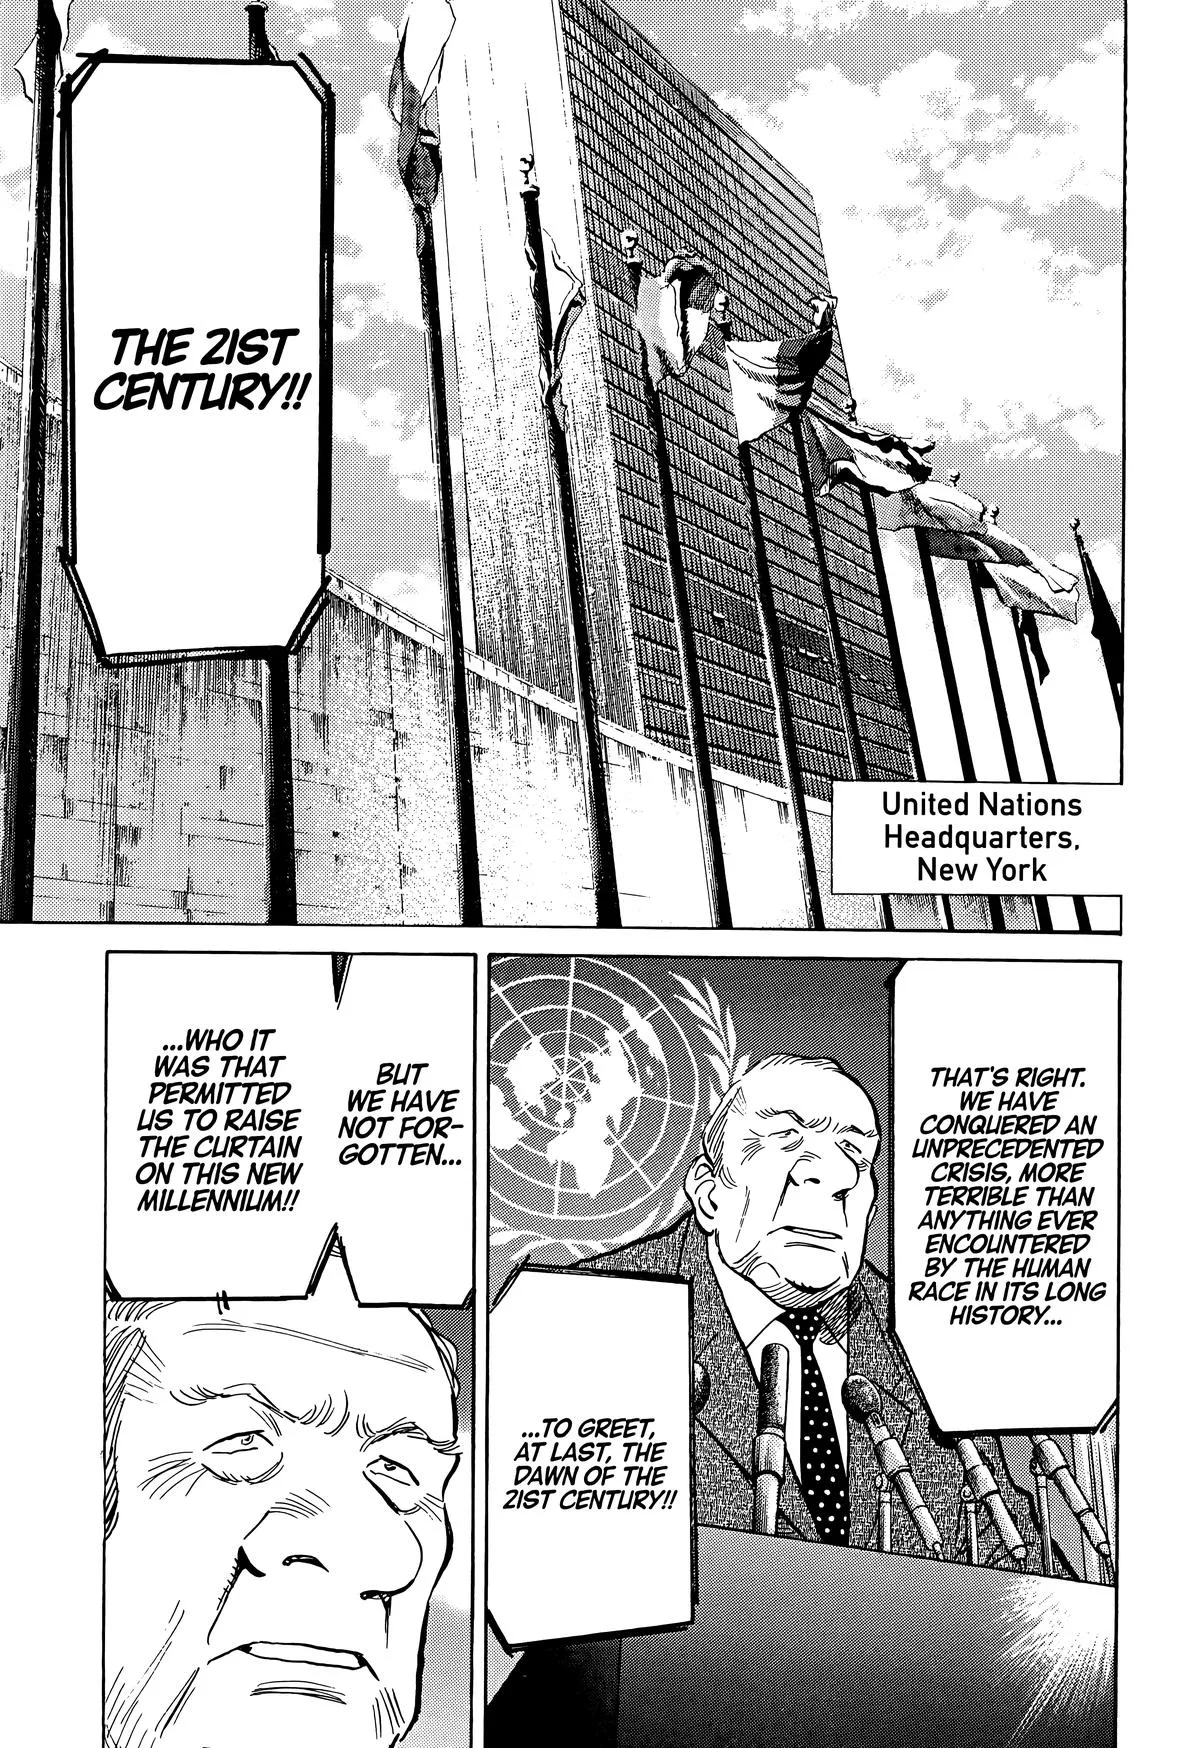 THE 21ST
CENTURY!!
United Nations
Headquarters,
New York
THAT'S RIGHT.
WE HAVE
CONQUERED AN
UNPRECEDENTED
CRISIS, MORE
TERRIBLE THAN
ANYTHING EVER
ENCOUNTERED
BY THE HUMAN
RACE IN ITS LONG
HISTORY...
...TO GREET,
AT LAST, THE
DAWN OF THE
21ST CENTURY!!
BUT
WE HAVE
NOT FOR-
GOTTEN...
...WHO IT
WAS THAT
PERMITTED
US TO RAISE
THE CURTAIN
ON THIS NEW
MILLENNIUM!!